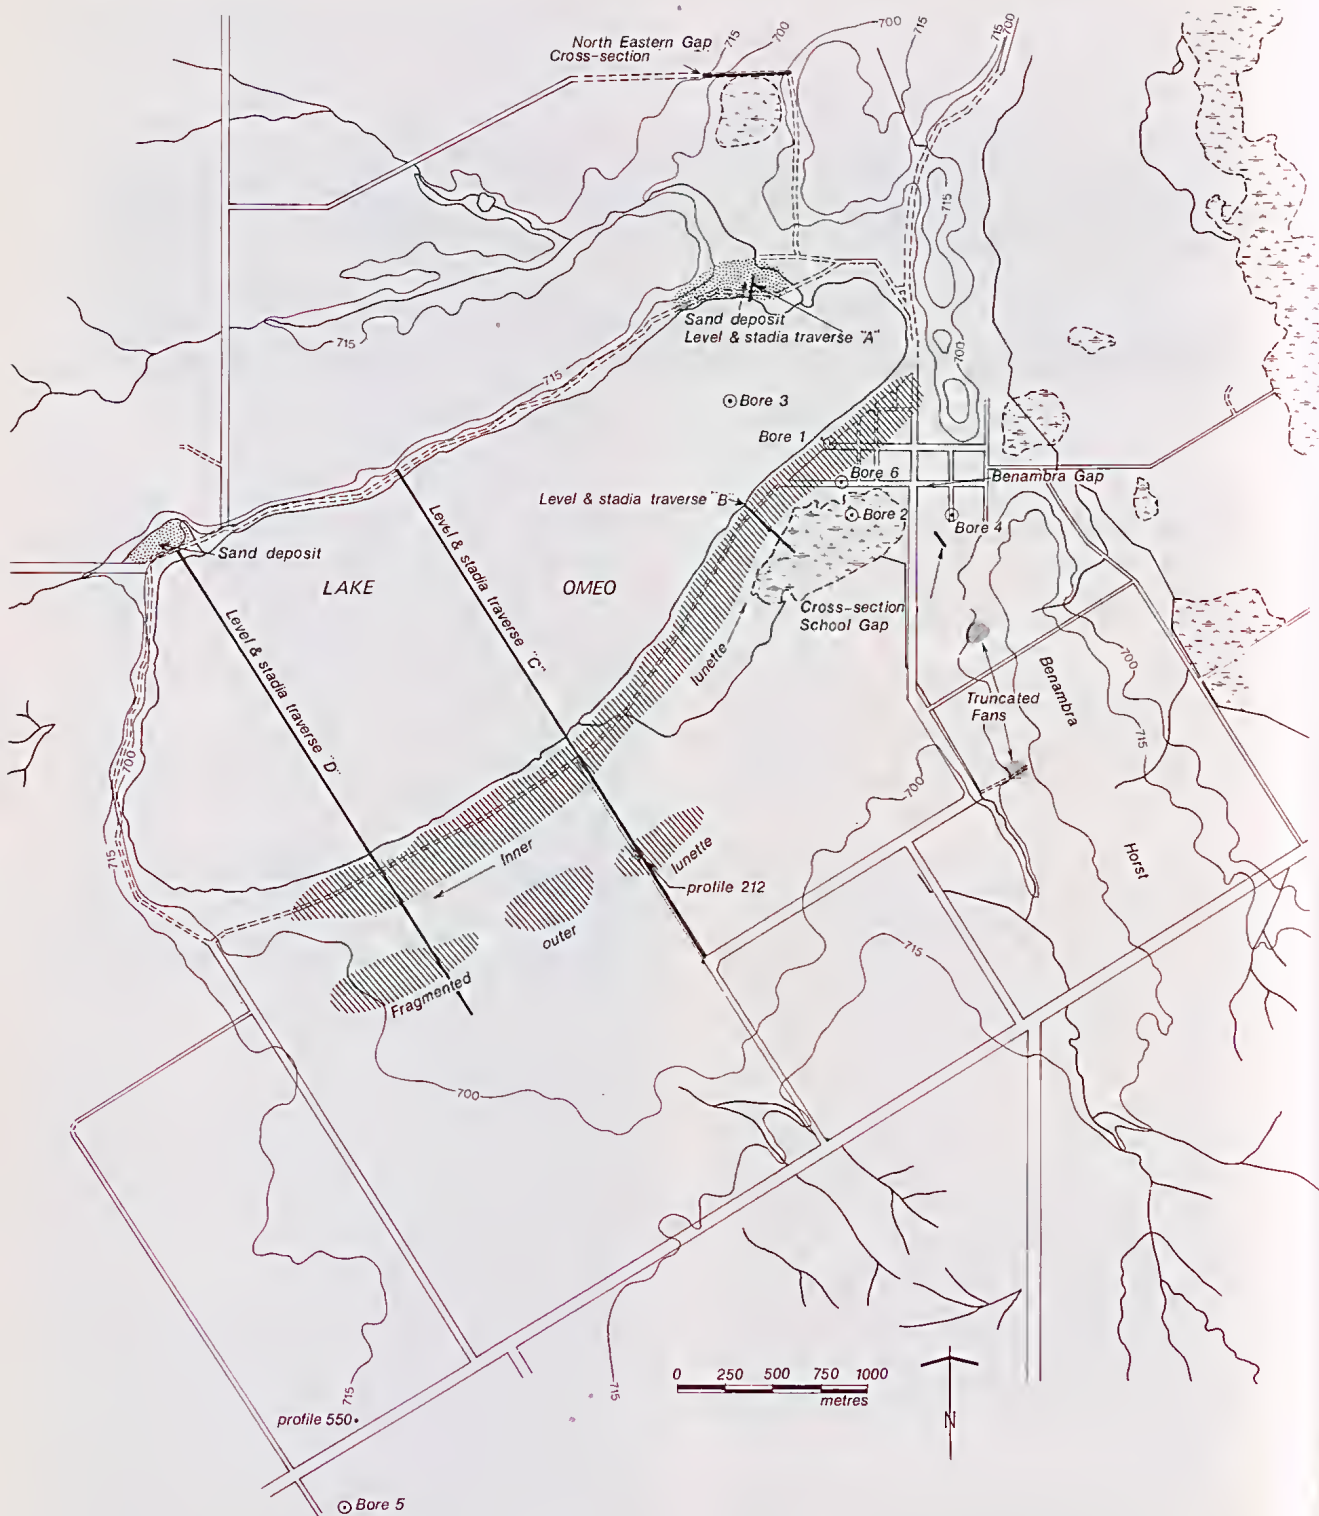 North Eastern Gap
Cross-section
715
700
700
715
715
700
715
700
715
715
Sand deposit
Level & stadia traverse "A"
Bore 3
Bore 1
Bore 6
Benambra Gap
Level & stadia traverse "B"
Bore 2
Bore 4
Sand deposit
LAKE
OMEO
Level & stadia traverse "C"
Level & stadia traverse "D"
Cross-section
School Gap
lunette
Benambra
Truncated
Fans
700
715
700
700
715
Horst
Inner
lunette
profile 212
outer
Fragmented
715
700
715
715
0 250 500 750 1000
metres
N
profile 550
Bore 5